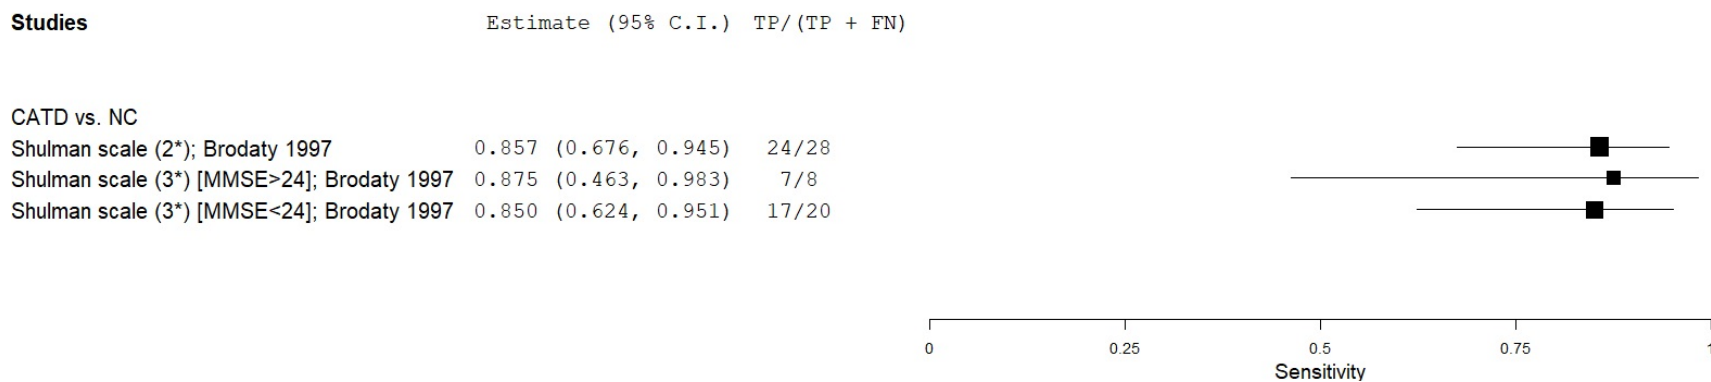 Studies Estimate (95% C.I.) TP/(TP + FN)
CATD vs. NC
Shulman scale (2*); Brodaty 1997 0.857 (0.676, 0.945) 24/28
Shulman scale (3*) [MMSE>24]; Brodaty 1997 0.875 (0.463, 0.983) 7/8
Shulman scale (3*) [MMSE<24]; Brodaty 1997 0.850 (0.624, 0.951) 17/20
0 0.25 0.5 0.75 1
Sensitivity